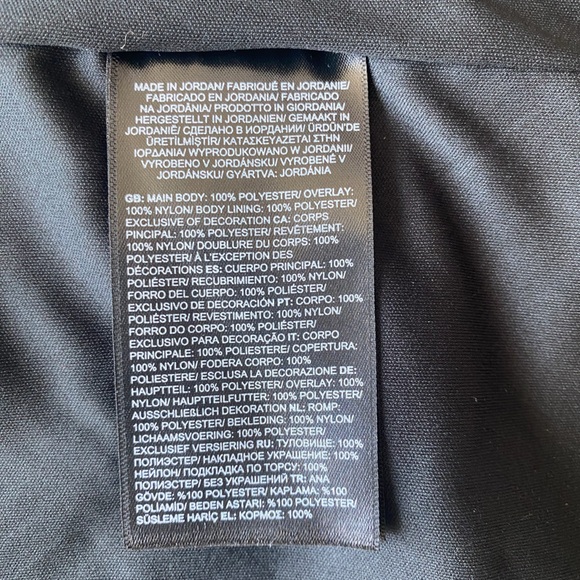 MADE IN JORDAN/ FABRIQUÉ EN JORDANIE/
FABRICADO EN JORDANIA/ FABRICADO
NA JORDÂNIA/ PRODOTTO IN GIORDANIA/
HERGESTELLT IN JORDANIEN/ GEMAAKT IN
JORDANIË/ СДЕЛАНО В ИОРДАНИИ/ ÜRDÜN'DE
ÜRETİLMİŞTİR/ ΚΑΤΑΣΚΕΥΑΖΕΤΑΙ ΣΤΗΝ
ΙΟΡΔΑΝΙΑ/ WYPRODUKOWANO W JORDANII/
VYROBENO V JORDÁNSKU/ VYROBENÉ V
JORDÁNSKU/ GYÁRTVA: JORDÁNIA
GB: MAIN BODY: 100% POLYESTER/ OVERLAY:
100% NYLON/ BODY LINING: 100% POLYESTER/
EXCLUSIVE OF DECORATION CA: CORPS
PINCIPAL: 100% POLYESTER/ REVÊTEMENT:
100% NYLON/ DOUBLURE DU CORPS: 100%
POLYESTER/ À L'EXCEPTION DES
DÉCORATIONS ES: CUERPO PRINCIPAL: 100%
POLIÉSTER/ RECUBRIMIENTO: 100% NYLON/
FORRO DEL CUERPO: 100% POLIÉSTER/
EXCLUSIVO DE DECORACIÓN PT: CORPO: 100%
POLIÉSTER/ REVESTIMENTO: 100% NYLON/
FORRO DO CORPO: 100% POLIÉSTER/
EXCLUSIVO PARA DECORAÇÃO IT: CORPO
PRINCIPALE: 100% POLIESTERE/ COPERTURA:
100% NYLON/ FODERA CORPO: 100%
POLIESTERE/ ESCLUSA LA DECORAZIONE DE:
HAUPTTEIL: 100% POLYESTER/ OVERLAY: 100%
NYLON/ HAUPTTEILFUTTER: 100% POLYESTER/
AUSSCHLIEßLICH DEKORATION NL: ROMP:
100% POLYESTER/ BEKLEDING: 100% NYLON/
LICHAAMSVOERING: 100% POLYESTER/
EXCLUSIEF VERSIERING RU: ТУЛОВИЩЕ: 100%
ПОЛИЭСТЕР/ НАКЛАДНОЕ УКРАШЕНИЕ: 100%
НЕЙЛОН/ ПОДКЛАДКА ПО ТОРСУ: 100%
ПОЛИЭСТЕР/ БЕЗ УКРАШЕНИЙ TR: ANA
GÖVDE: %100 POLYESTER/ KAPLAMA: %100
POLİAMİD/ BEDEN ASTARI: %100 POLYESTER/
SÜSLEME HARİÇ EL: ΚΟΡΜΟΣ: 100%